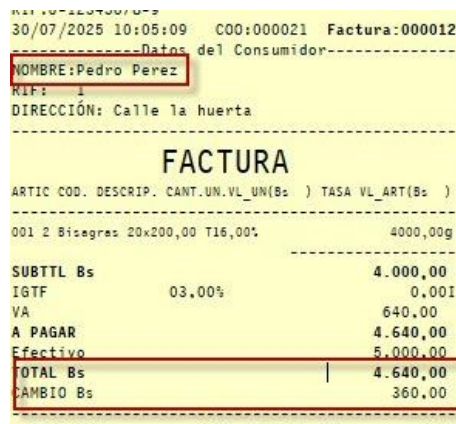 30/07/2025 10:05:09 COO:000021 Factura:000012
---------------Datos del Consumidor---------------
NOMBRE:Pedro Perez
RIF: 1
DIRECCIÓN: Calle la huerta
FACTURA
ARTIC COD. DESCRIP. CANT.UN.VL_UN(Bs ) TASA VL_ART(Bs )
001 2 Bisagras 20x200,00 T16,00% 4000,00g
SUBTTL Bs 4.000,00
IGTF 03,00% 0,00I
VA 640,00
A PAGAR 4.640,00
Efectivo 5.000,00
TOTAL Bs 4.640,00
CAMBIO Bs 360,00